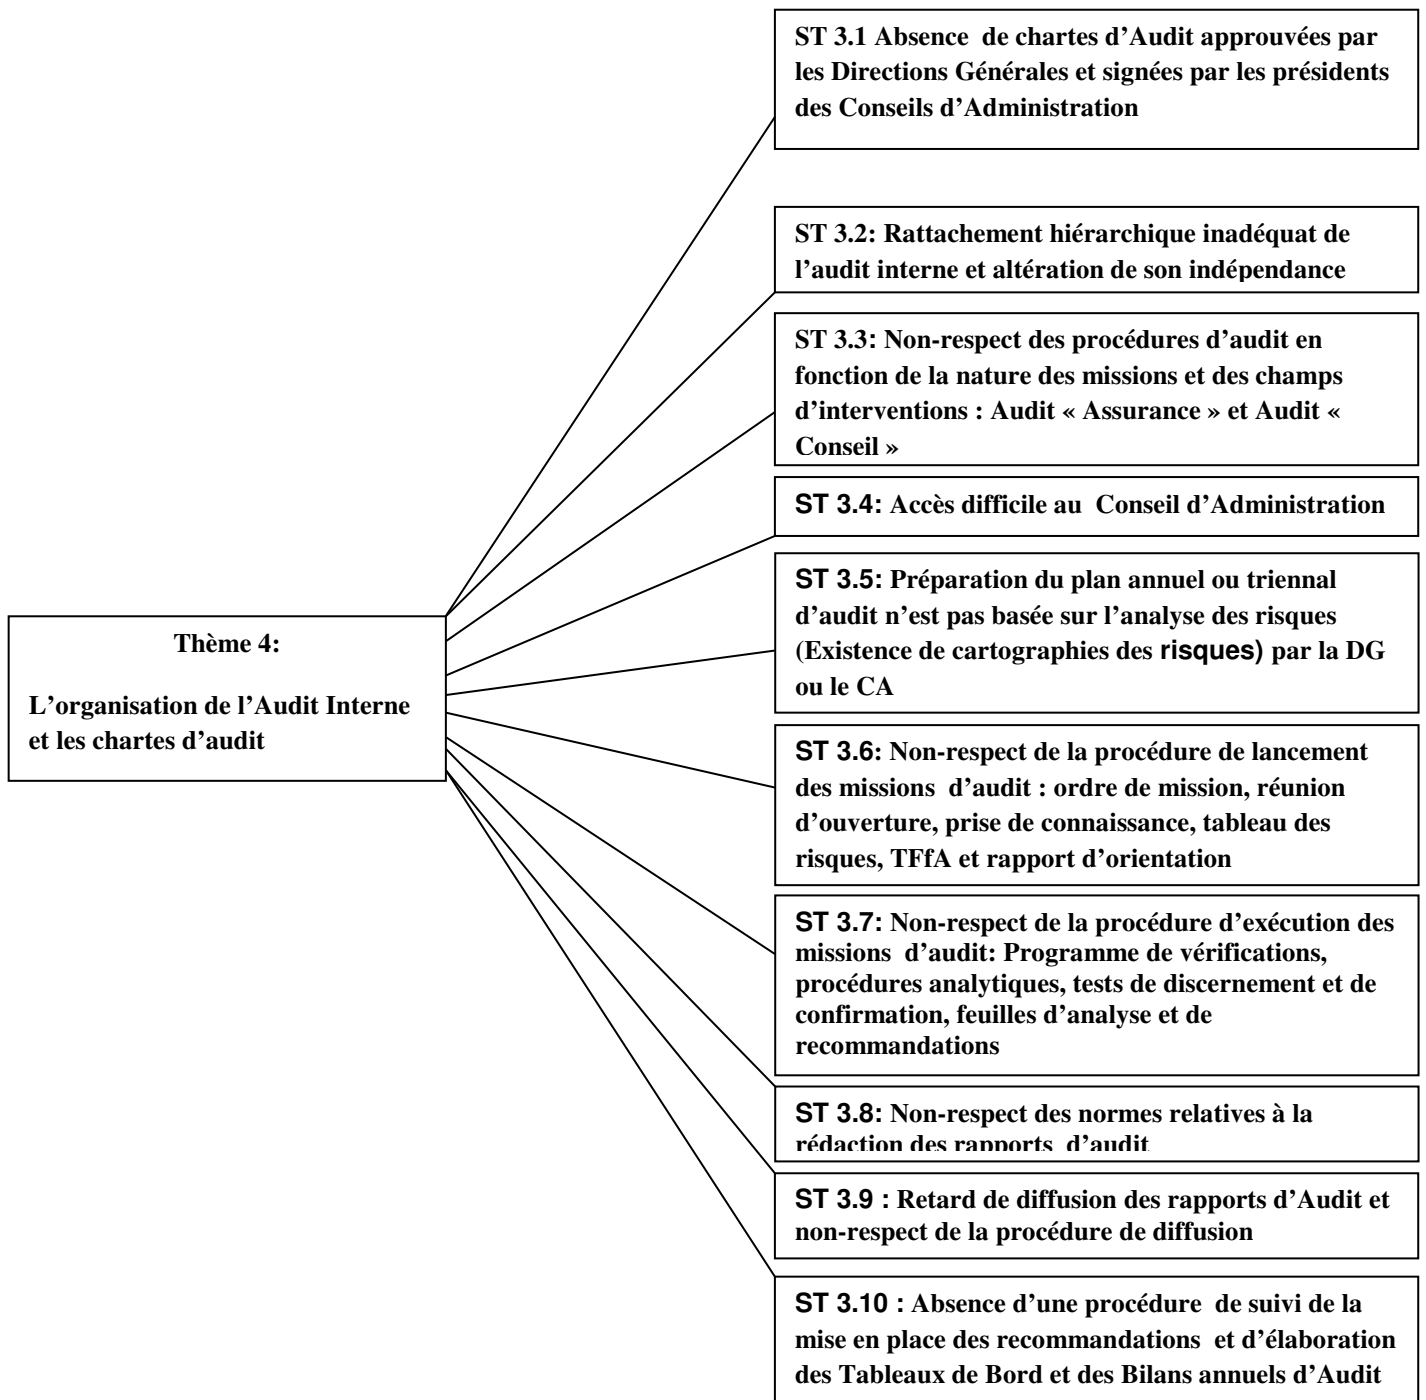 ST 3.1 Absence  de chartes d’Audit approuvées par
les Directions Générales et signées par les présidents
des Conseils d’Administration
ST 3.2: Rattachement hiérarchique inadéquat de
l’audit interne et altération de son indépendance
ST 3.3: Non-respect des procédures d’audit en
fonction de la nature des missions et des champs
d’interventions : Audit « Assurance » et Audit «
Conseil »
ST 3.4: Accès difficile au  Conseil d’Administration
ST 3.5: Préparation du plan annuel ou triennal
d’audit n’est pas basée sur l’analyse des risques
(Existence de cartographies des risques) par la DG
ou le CA
Thème 4:
L’organisation de l’Audit Interne
et les chartes d’audit
ST 3.6: Non-respect de la procédure de lancement
des missions  d’audit : ordre de mission, réunion
d’ouverture, prise de connaissance, tableau des
risques, TFfA et rapport d’orientation
ST 3.7: Non-respect de la procédure d’exécution des
missions  d’audit: Programme de vérifications,
procédures analytiques, tests de discernement et de
confirmation, feuilles d’analyse et de
recommandations
ST 3.8: Non-respect des normes relatives à la
rédaction des rapports  d’audit
ST 3.9 : Retard de diffusion des rapports d’Audit et
non-respect de la procédure de diffusion
ST 3.10 : Absence d’une procédure  de suivi de la
mise en place des recommandations  et d’élaboration
des Tableaux de Bord et des Bilans annuels d’Audit